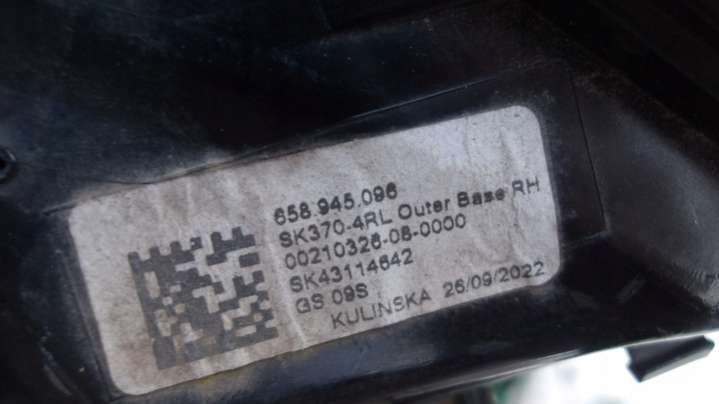 658.945.096
SK370-4RL Outer Base RH
00210326-08-0000
SK43114642
GS 09S
KULINSKA 26/09/2022